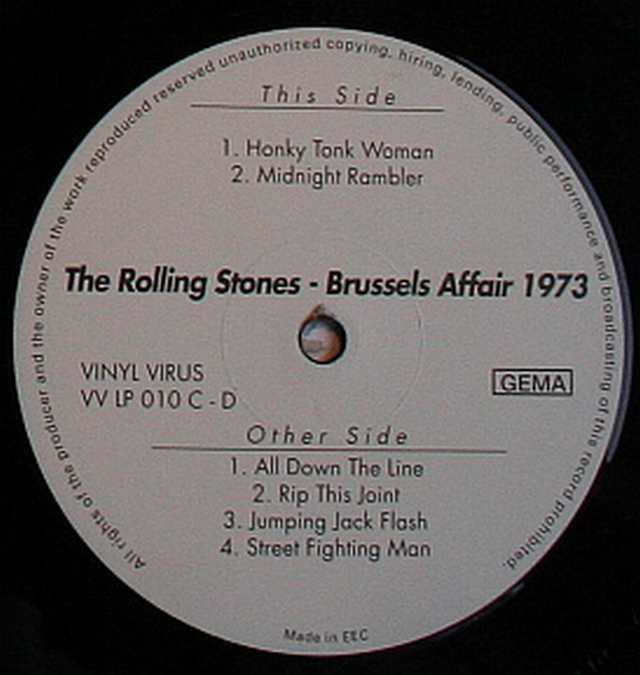 All rights of the producer and the owner of the work reproduced reserved unauthorized copying, hiring, lending, public performance and broadcasting of this record prohibited.
This Side
1. Honky Tonk Woman
2. Midnight Rambler
The Rolling Stones - Brussels Affair 1973
VINYL VIRUS
VV LP 010 C - D
GEMA
Other Side
1. All Down The Line
2. Rip This Joint
3. Jumping Jack Flash
4. Street Fighting Man
Made in EEC